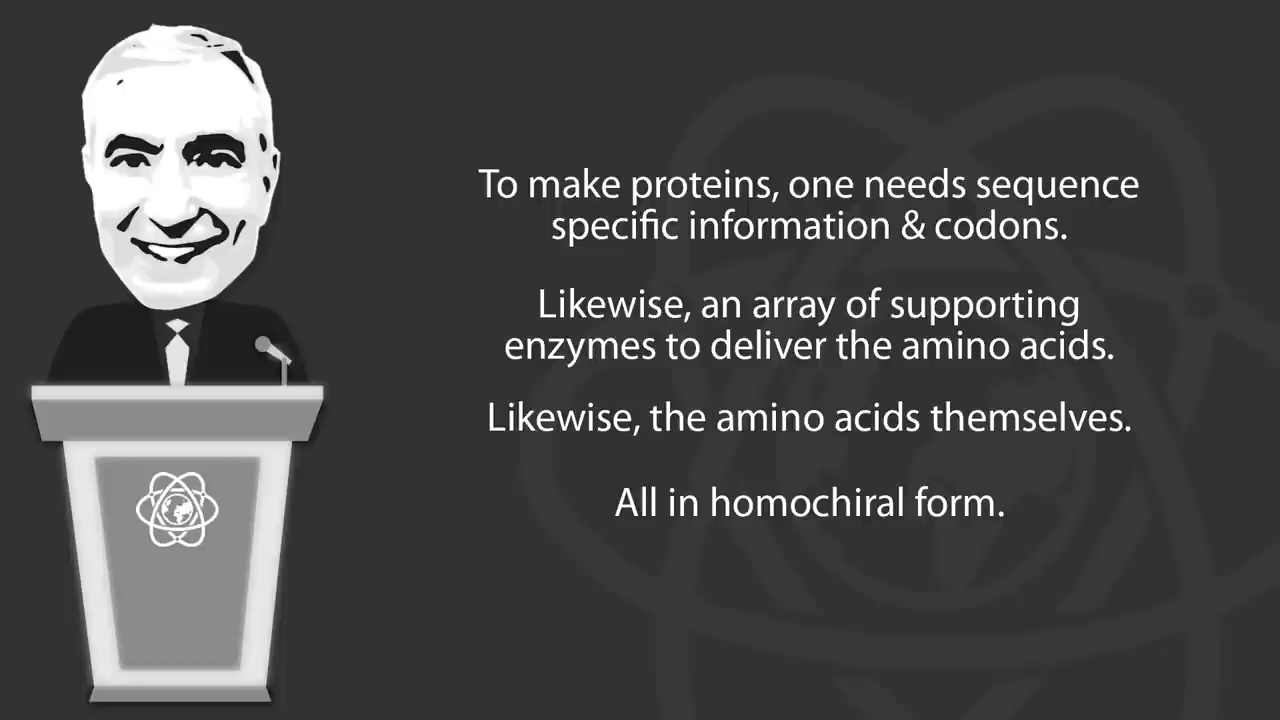 To make proteins, one needs sequence
specific information & codons.
Likewise, an array of supporting
enzymes to deliver the amino acids.
Likewise, the amino acids themselves.
All in homochiral form.